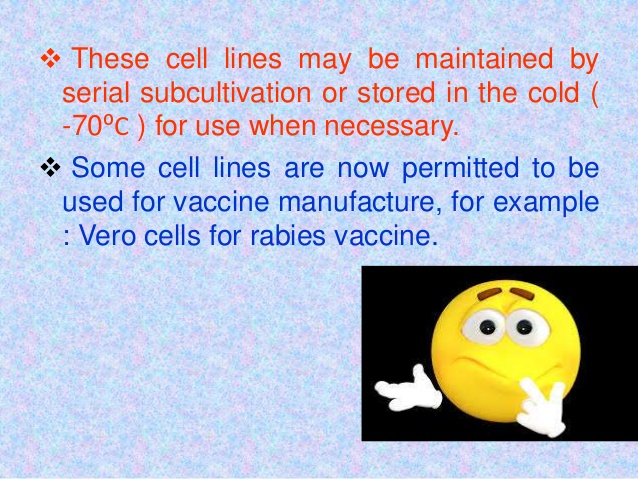 ❖ These cell lines may be maintained by
serial subcultivation or stored in the cold (
-70⁰C ) for use when necessary.
❖ Some cell lines are now permitted to be
used for vaccine manufacture, for example
: Vero cells for rabies vaccine.